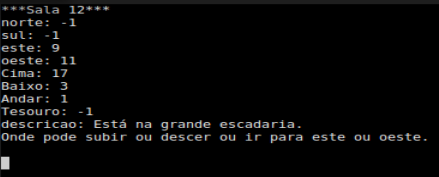 ***Sala 12***
norte: -1
sul: -1
este: 9
oeste: 11
Cima: 17
Baixo: 3
Andar: 1
Tesouro: -1
descricao: Está na grande escadaria.
Onde pode subir ou descer ou ir para este ou oeste.